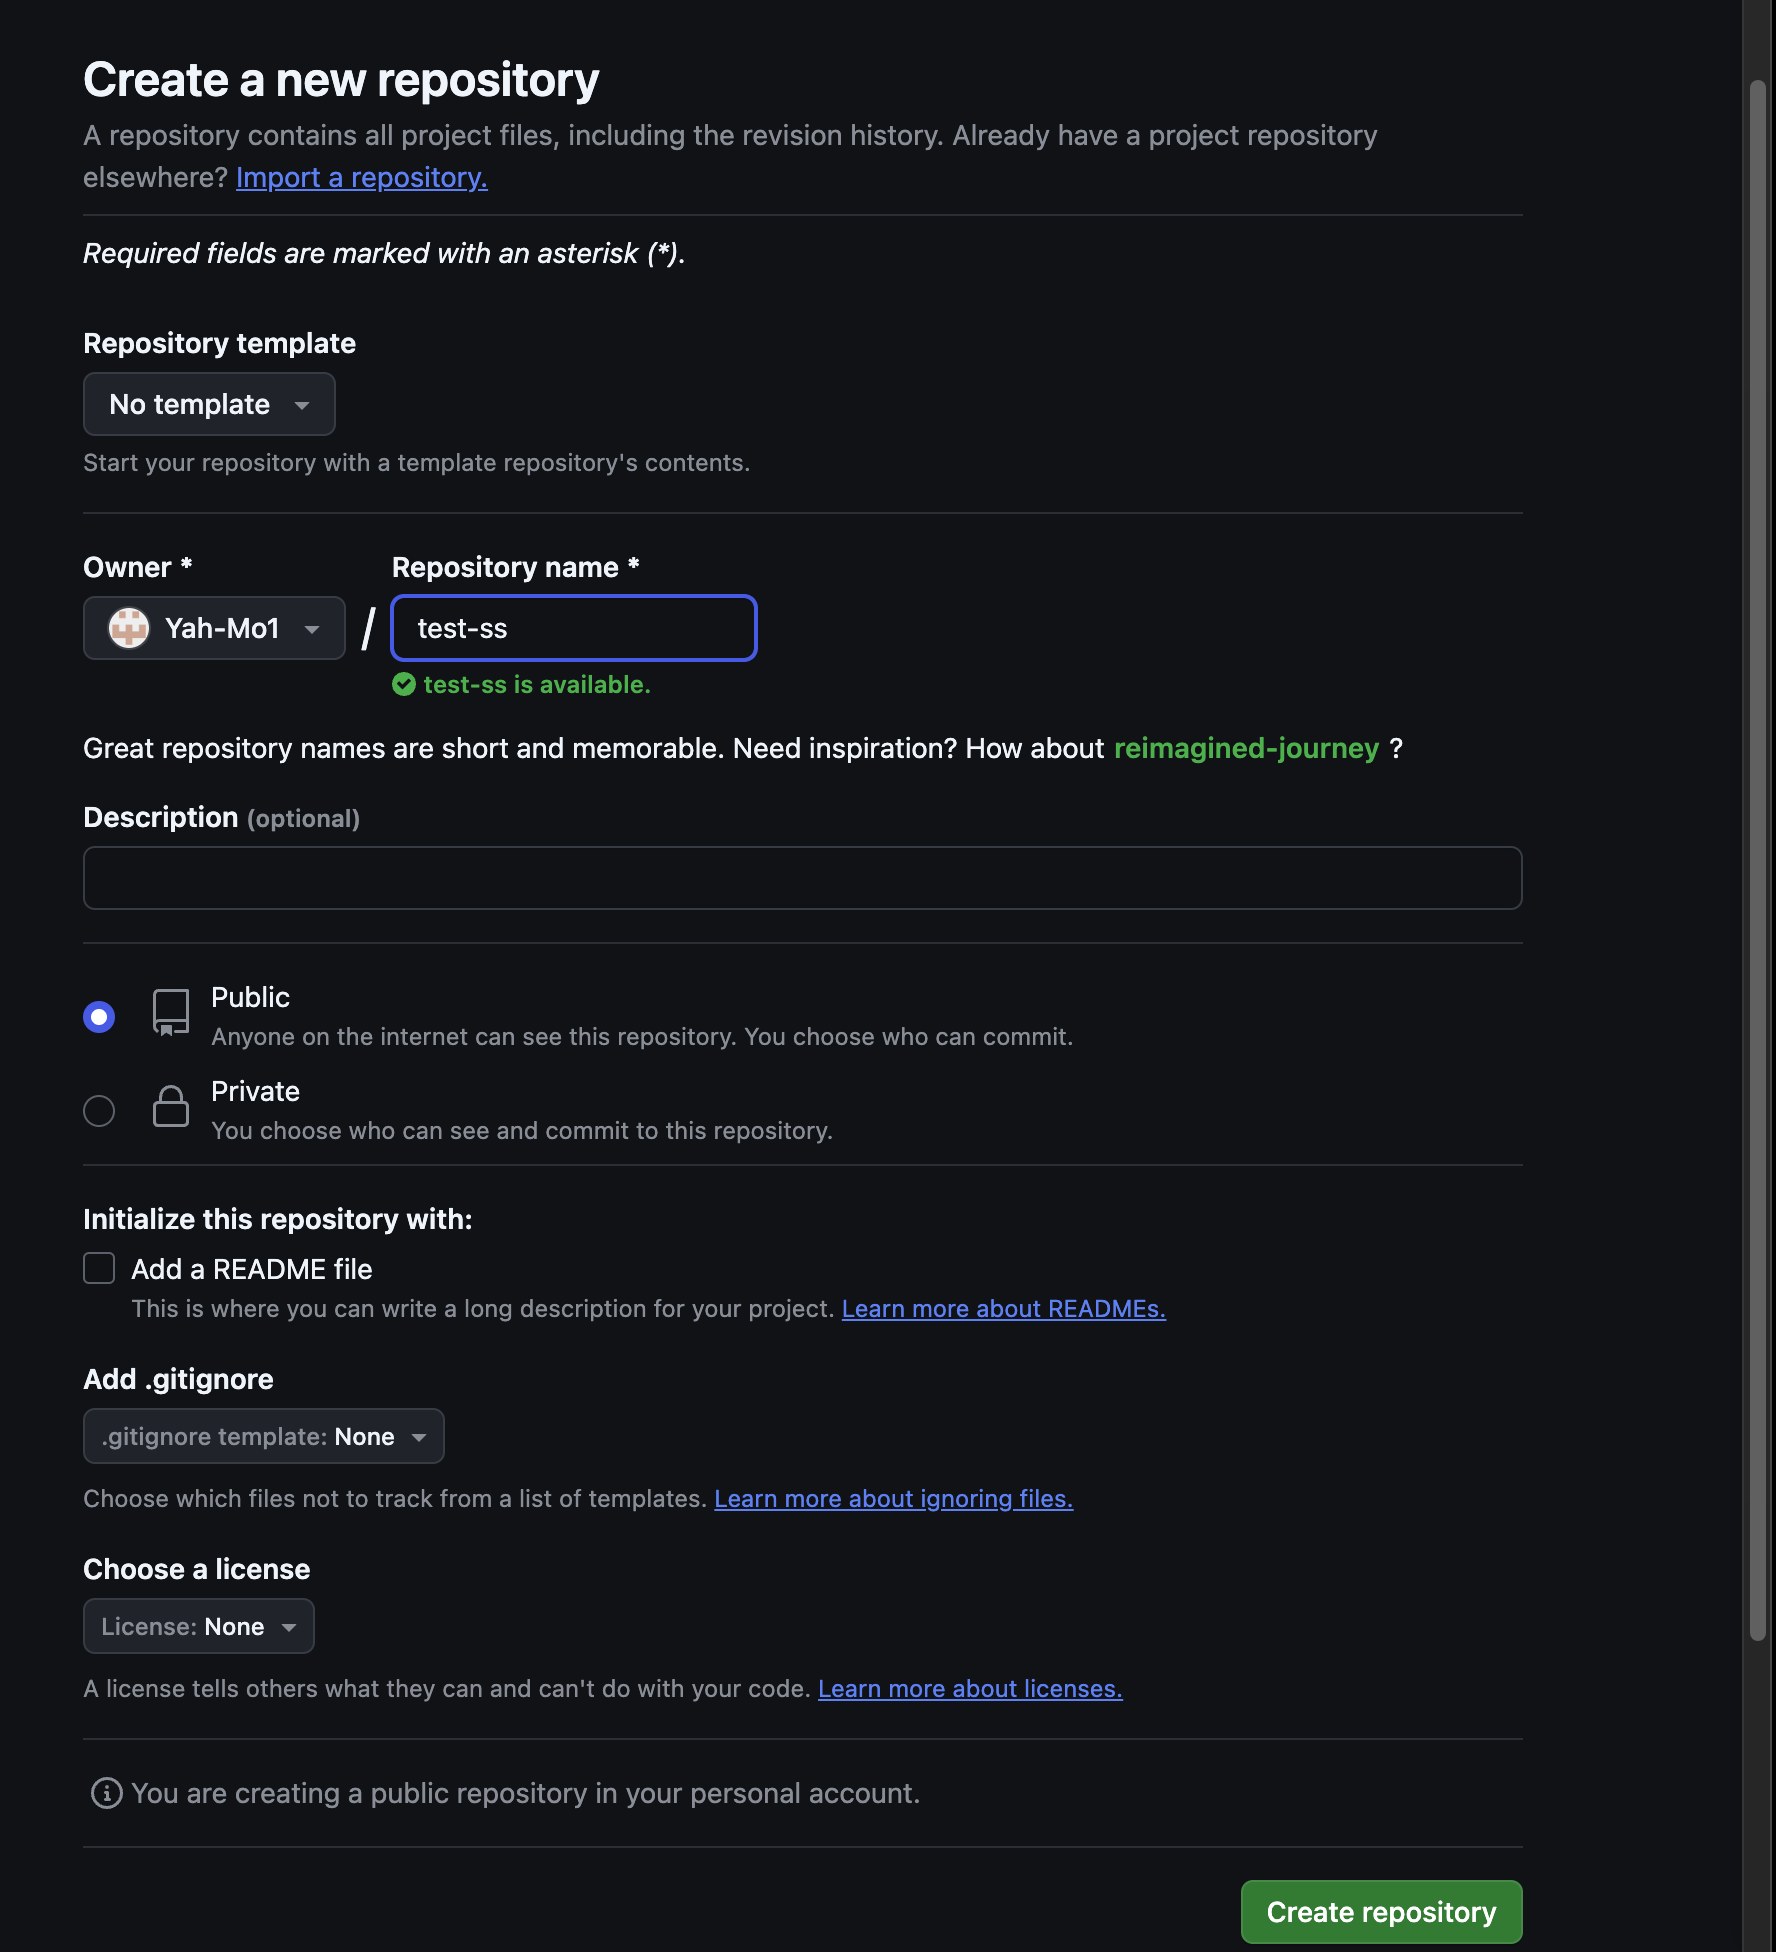 Create a new repository
A repository contains all project files, including the revision history. Already have a project repository
elsewhere? Import a repository.
Required fields are marked with an asterisk (*).
Repository template
No template
Start your repository with a template repository's contents.
Owner *
Repository name *
Yah-Mo1
/
test-ss
test-ss is available.
Great repository names are short and memorable. Need inspiration? How about reimagined-journey ?
Description (optional)
Public
Anyone on the internet can see this repository. You choose who can commit.
Private
You choose who can see and commit to this repository.
Initialize this repository with:
Add a README file
This is where you can write a long description for your project. Learn more about READMEs.
Add .gitignore
.gitignore template: None
Choose which files not to track from a list of templates. Learn more about ignoring files.
Choose a license
License: None
A license tells others what they can and can't do with your code. Learn more about licenses.
You are creating a public repository in your personal account.
Create repository